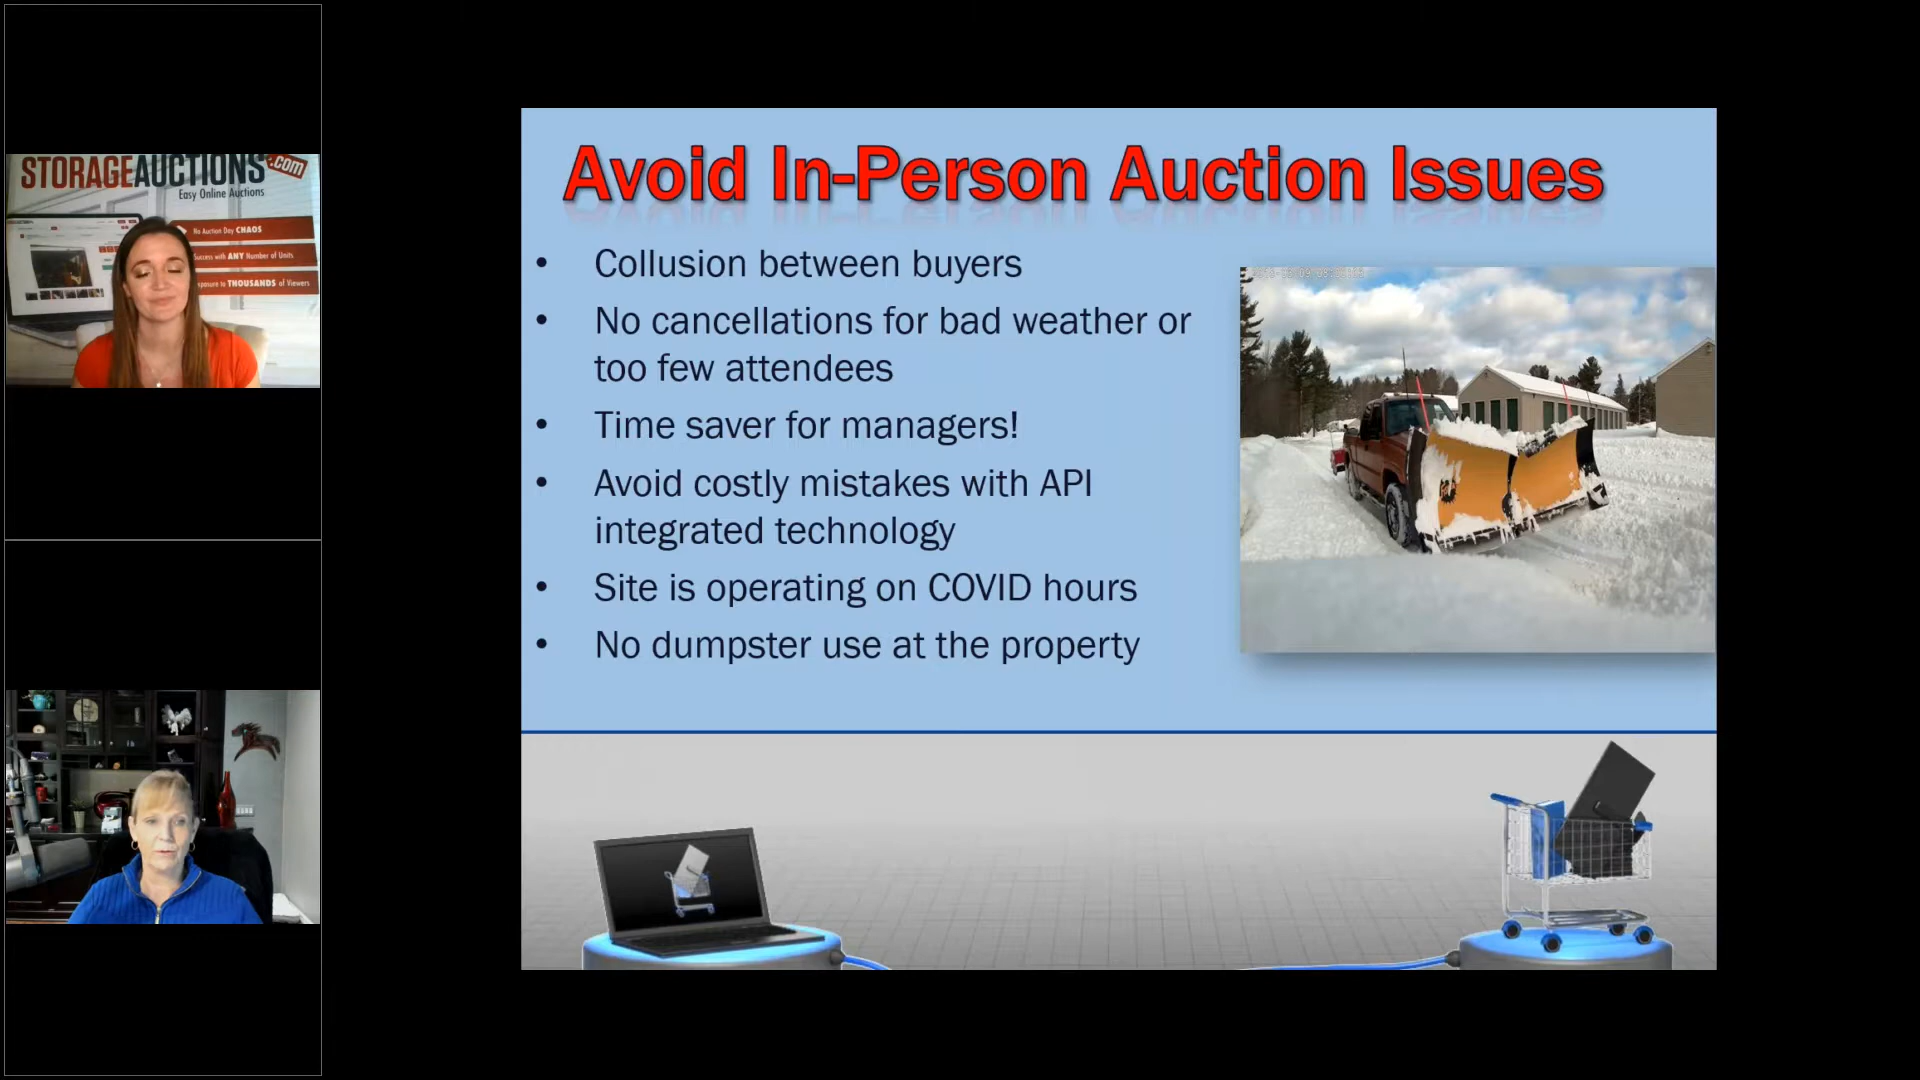 STORAGEAUCTIONS.com
Easy Online Auctions
No Auction Day CHAOS
Success with ANY Number of Units
Exposure to THOUSANDS of Viewers
Avoid In-Person Auction Issues
• Collusion between buyers
• No cancellations for bad weather or
too few attendees
• Time saver for managers!
• Avoid costly mistakes with API
integrated technology
• Site is operating on COVID hours
• No dumpster use at the property